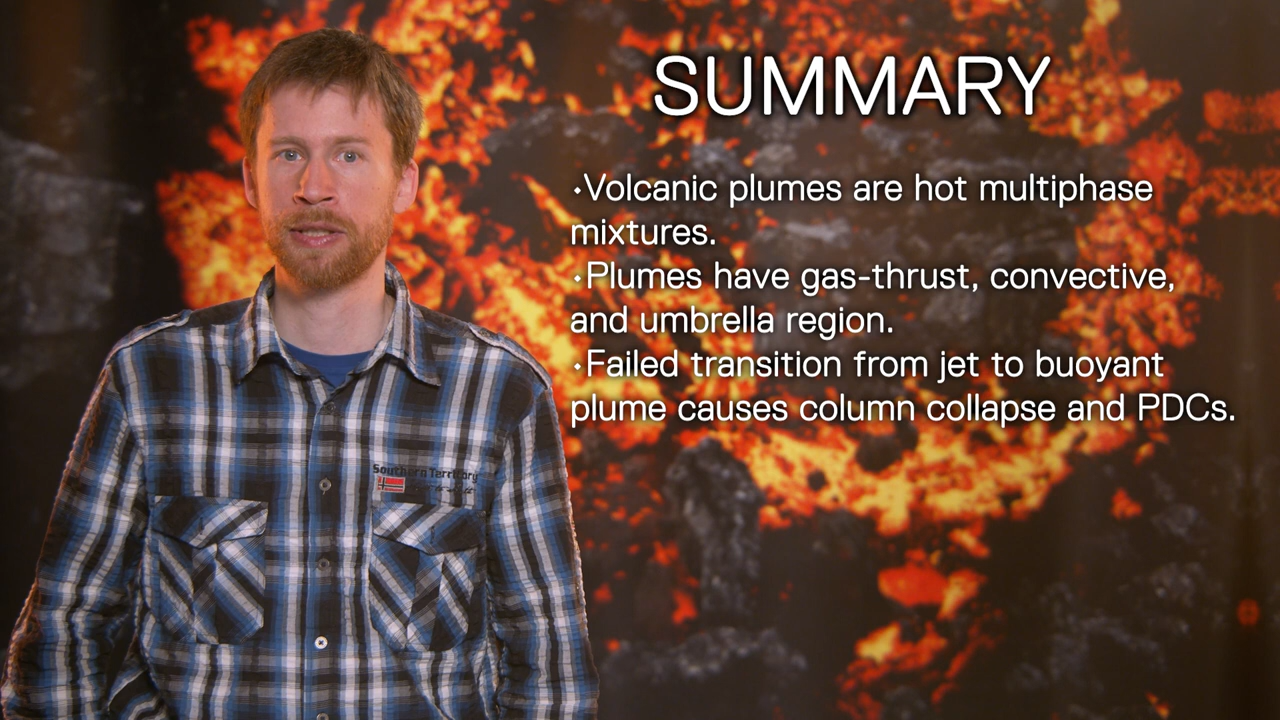 SUMMARY
·Volcanic plumes are hot multiphase
mixtures.
·Plumes have gas-thrust, convective,
and umbrella region.
·Failed transition from jet to buoyant
plume causes column collapse and PDCs.
Southern Territory